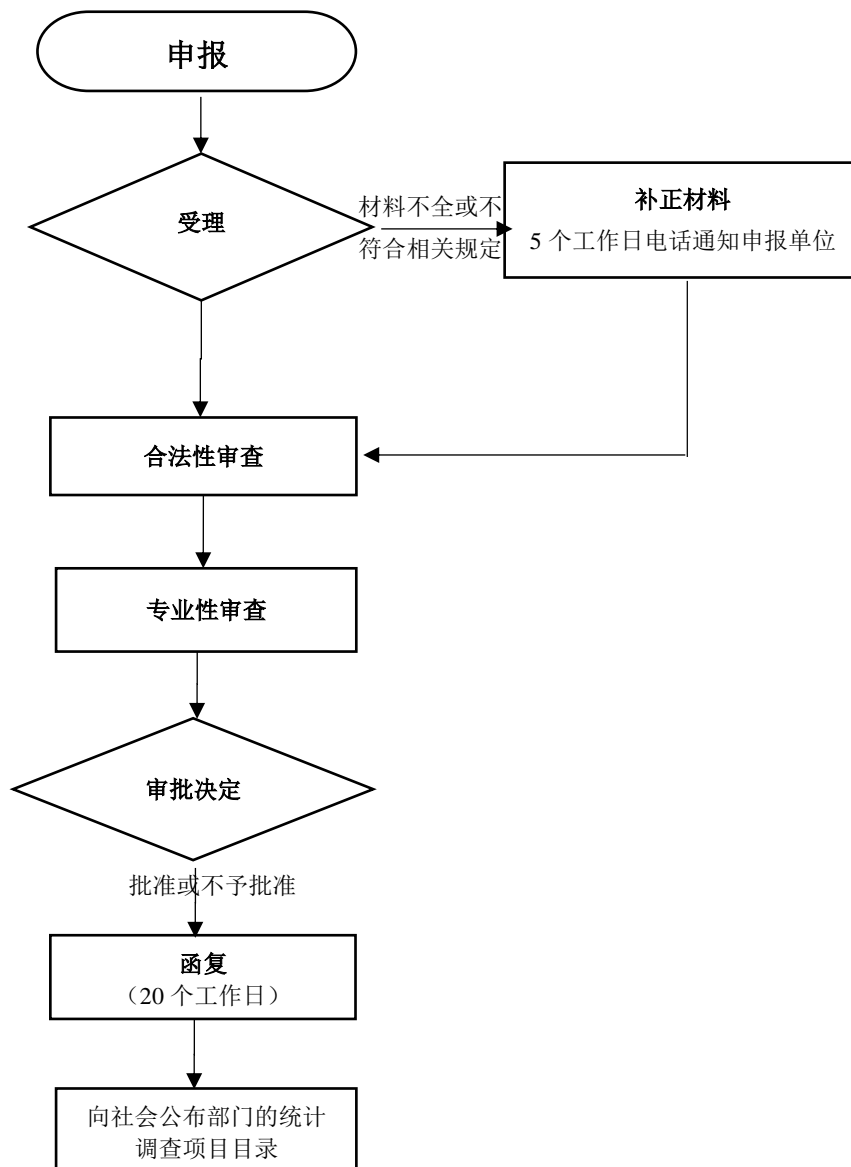 申报
受理
材料不全或不
符合相关规定
补正材料
5 个工作日电话通知申报单位
合法性审查
专业性审查
审批决定
批准或不予批准
函复
（20 个工作日）
向社会公布部门的统计
调查项目目录